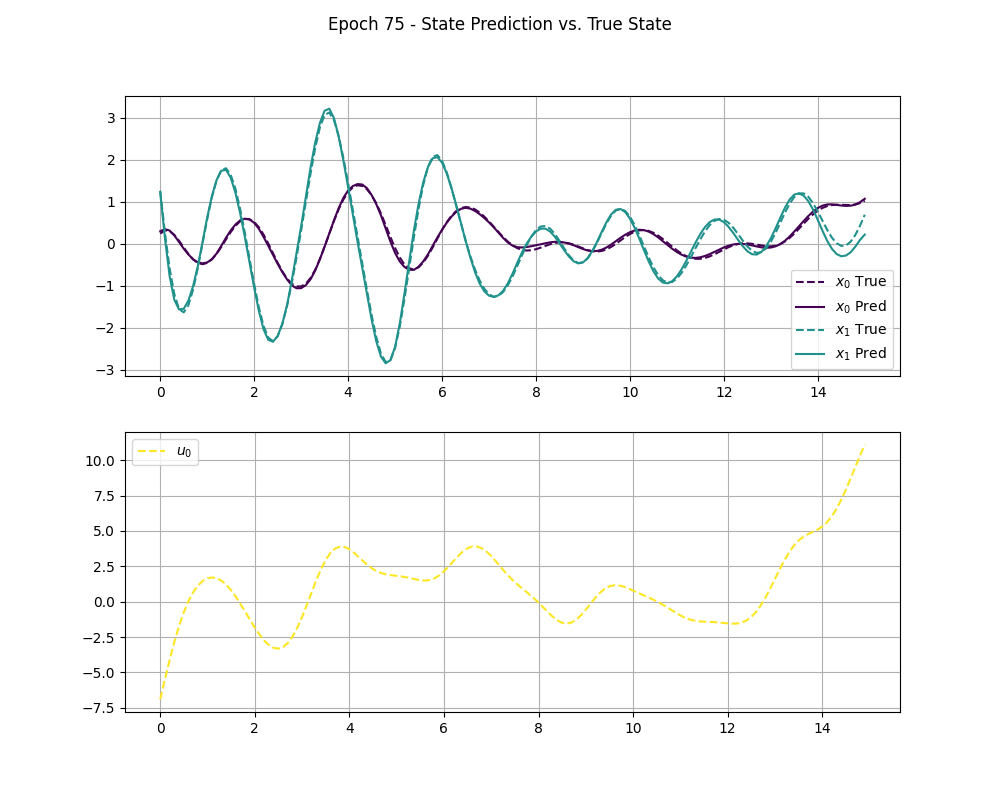 Epoch 75 - State Prediction vs. True State
3
2
1
0
−1
−2
−3
x₀ True
x₀ Pred
x₁ True
x₁ Pred
0 2 4 6 8 10 12 14
10.0
7.5
5.0
2.5
0.0
−2.5
−5.0
−7.5
u₀
0 2 4 6 8 10 12 14